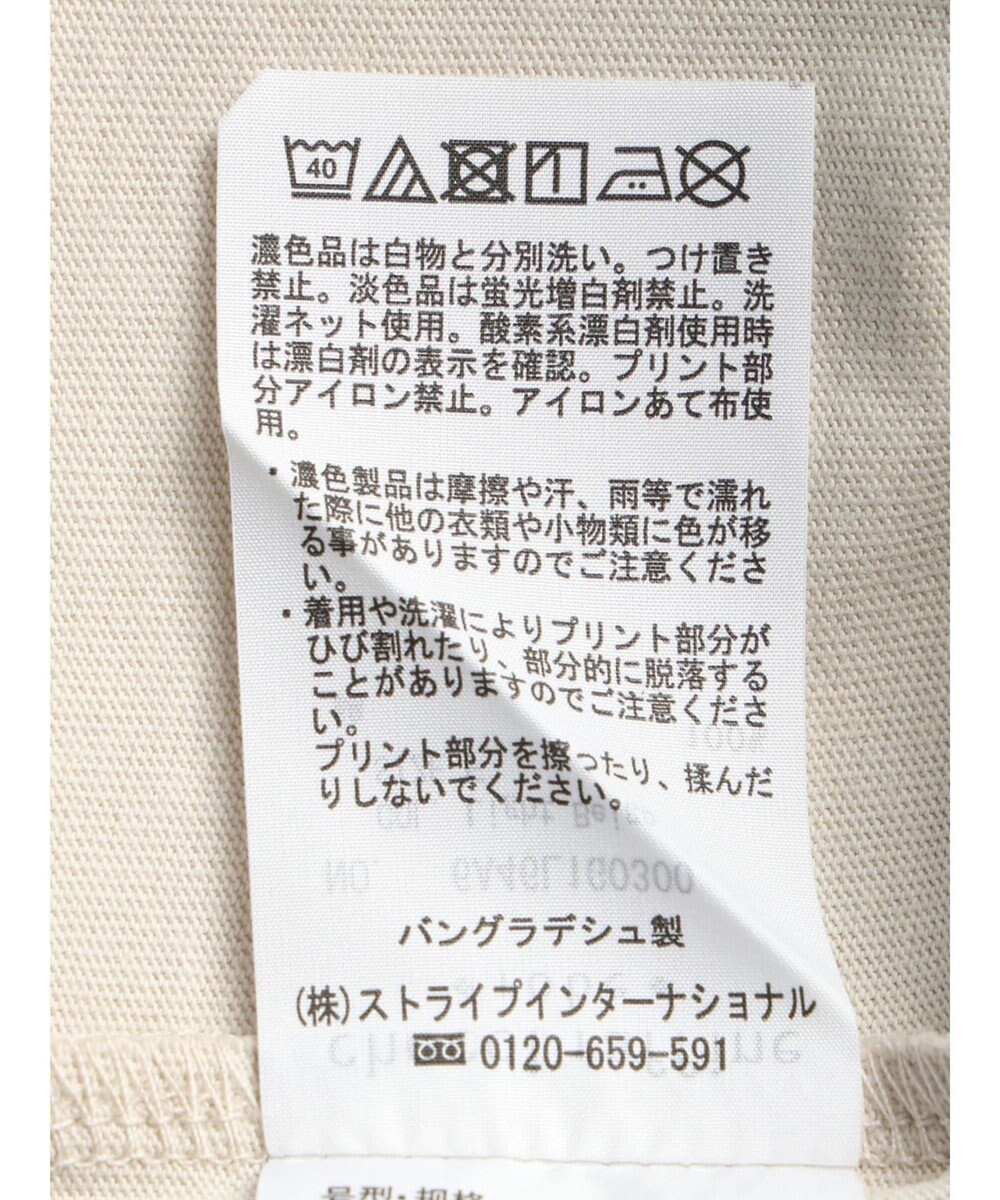 40
濃色品は白物と分別洗い。つけ置き
禁止。淡色品は蛍光増白剤禁止。洗
濯ネット使用。酸素系漂白剤使用時
は漂白剤の表示を確認。プリント部
分アイロン禁止。アイロンあて布使
用。
・濃色製品は摩擦や汗、雨等で濡れ
た際に他の衣類や小物類に色が移
る事がありますのでご注意くださ
い。
・着用や洗濯によりプリント部分が
ひび割れたり、部分的に脱落する
ことがありますのでご注意くださ
い。
プリント部分を擦ったり、揉んだ
りしないでください。
バングラデシュ製
(株)ストライプインターナショナル
0120-659-591
号型・规格